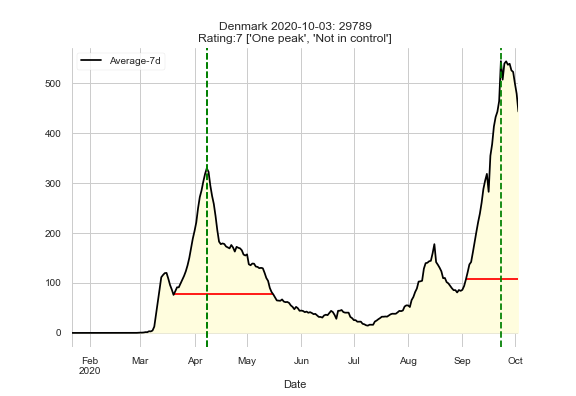 Denmark 2020-10-03: 29789
Rating:7 ['One peak', 'Not in control']
Average-7d
500
400
300
200
100
0
Feb Mar Apr May Jun Jul Aug Sep Oct
2020
Date